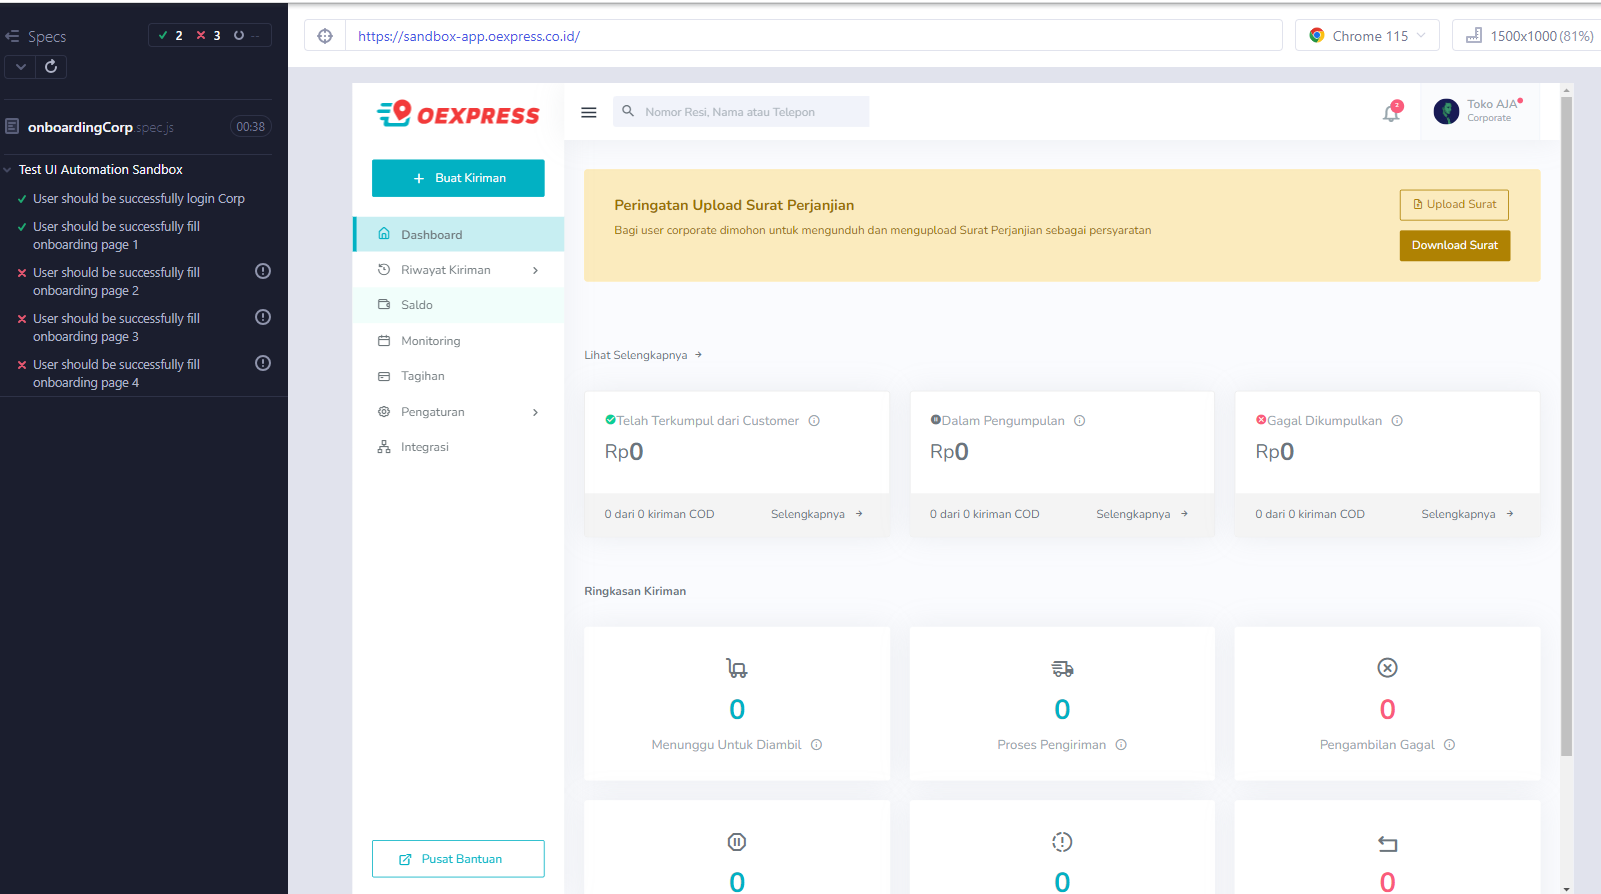 Specs
2 3 --
onboardingCorp.spec.js 00:38
Test UI Automation Sandbox
User should be successfully login Corp
User should be successfully fill
onboarding page 1
User should be successfully fill
onboarding page 2
User should be successfully fill
onboarding page 3
User should be successfully fill
onboarding page 4
https://sandbox-app.oexpress.co.id/
Chrome 115
1500x1000 (81%)
OEXPRESS
Nomor Resi, Nama atau Telepon
2
Toko AJA
Corporate
+ Buat Kiriman
Dashboard
Riwayat Kiriman
Saldo
Monitoring
Tagihan
Pengaturan
Integrasi
Pusat Bantuan
Peringatan Upload Surat Perjanjian
Bagi user corporate dimohon untuk mengunduh dan mengupload Surat Perjanjian sebagai persyaratan
Upload Surat
Download Surat
Lihat Selengkapnya
Telah Terkumpul dari Customer
Rp0
0 dari 0 kiriman COD Selengkapnya
Dalam Pengumpulan
Rp0
0 dari 0 kiriman COD Selengkapnya
Gagal Dikumpulkan
Rp0
0 dari 0 kiriman COD Selengkapnya
Ringkasan Kiriman
0
Menunggu Untuk Diambil
0
Proses Pengiriman
0
Pengambilan Gagal
0
0
0